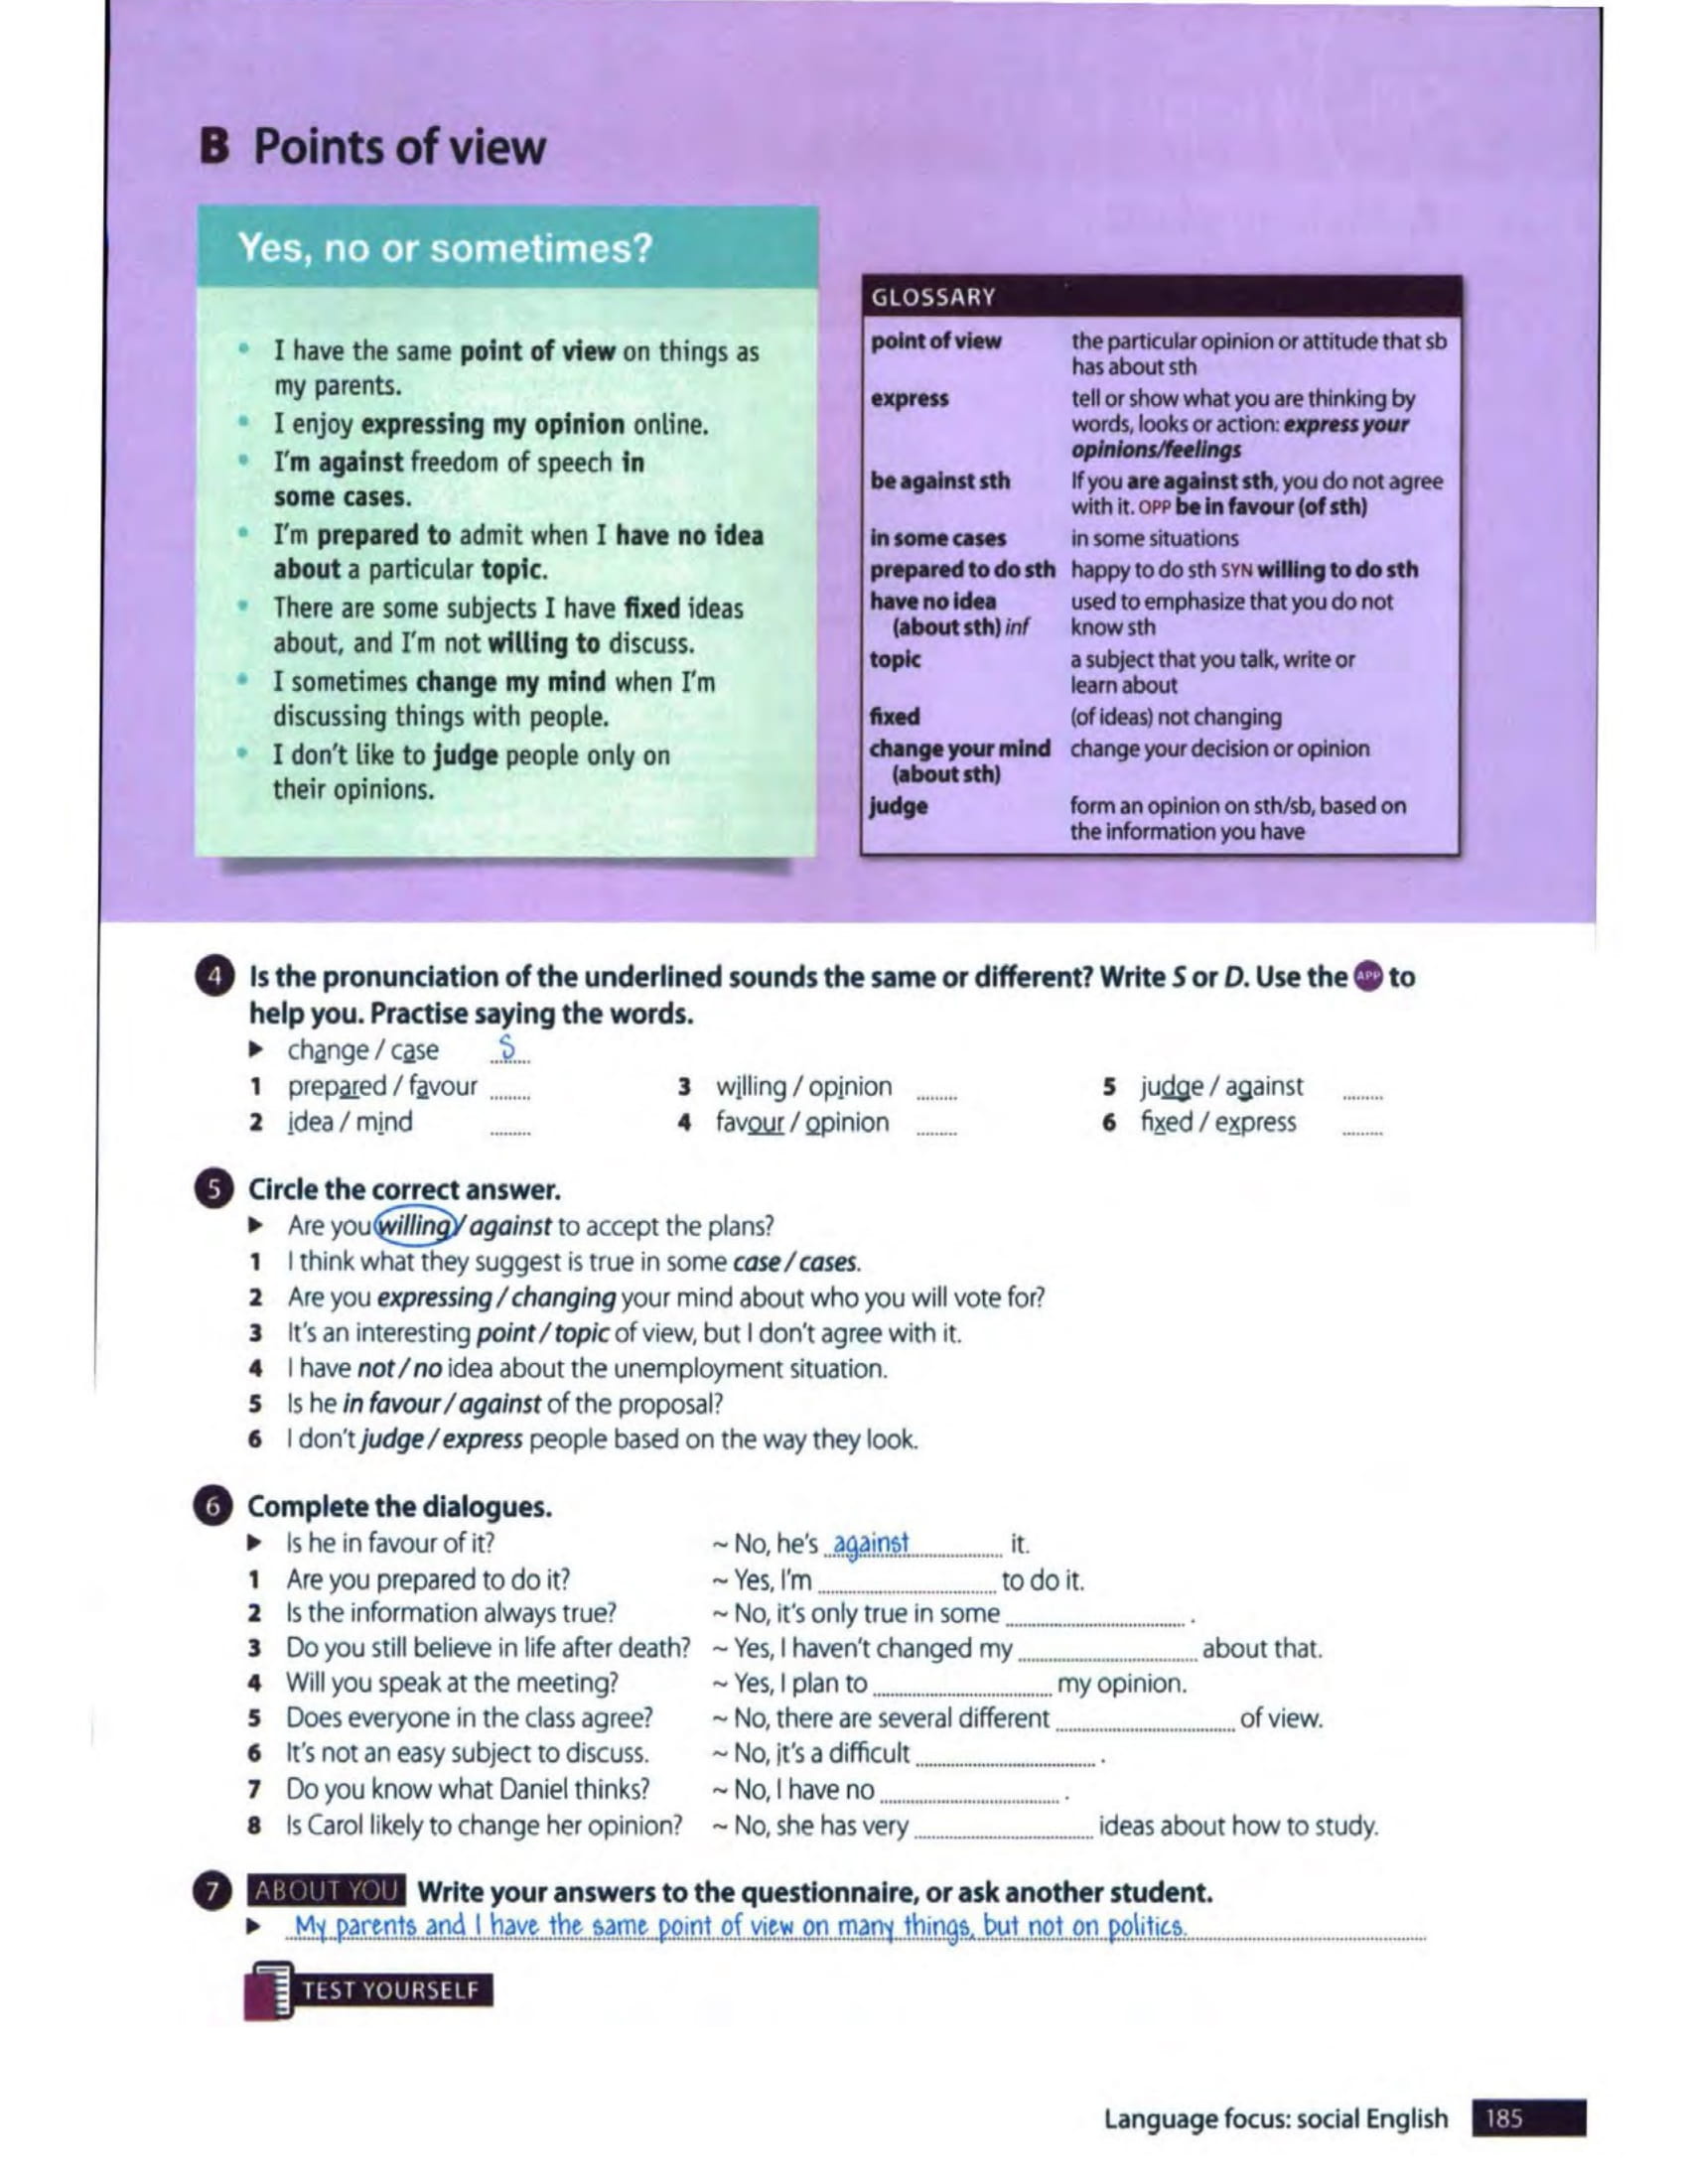 B Points of view
Yes, no or sometimes?
• I have the same point of view on things as
my parents.
• I enjoy expressing my opinion online.
• I'm against freedom of speech in
some cases.
• I'm prepared to admit when I have no idea
about a particular topic.
• There are some subjects I have fixed ideas
about, and I'm not willing to discuss.
• I sometimes change my mind when I'm
discussing things with people.
• I don't like to judge people only on
their opinions.
GLOSSARY
point of view the particular opinion or attitude that sb
has about sth
express tell or show what you are thinking by
words, looks or action: express your
opinions/feelings
be against sth If you are against sth, you do not agree
with it. OPP be in favour (of sth)
in some cases in some situations
prepared to do sth happy to do sth SYN willing to do sth
have no idea used to emphasize that you do not
(about sth) inf know sth
topic a subject that you talk, write or
learn about
fixed (of ideas) not changing
change your mind change your decision or opinion
(about sth)
judge form an opinion on sth/sb, based on
the information you have
4 Is the pronunciation of the underlined sounds the same or different? Write S or D. Use the APP to
help you. Practise saying the words.
▶ change / case S
1 prepared / favour ........ 3 willing / opinion ........ 5 judge / against ........
2 idea / mind ........ 4 favour / opinion ........ 6 fixed / express ........
5 Circle the correct answer.
▶ Are you willing / against to accept the plans?
1 I think what they suggest is true in some case / cases.
2 Are you expressing / changing your mind about who you will vote for?
3 It's an interesting point / topic of view, but I don't agree with it.
4 I have not / no idea about the unemployment situation.
5 Is he in favour / against of the proposal?
6 I don't judge / express people based on the way they look.
6 Complete the dialogues.
▶ Is he in favour of it? ~ No, he's against it.
1 Are you prepared to do it? ~ Yes, I'm ........ to do it.
2 Is the information always true? ~ No, it's only true in some ........ .
3 Do you still believe in life after death? ~ Yes, I haven't changed my ........ about that.
4 Will you speak at the meeting? ~ Yes, I plan to ........ my opinion.
5 Does everyone in the class agree? ~ No, there are several different ........ of view.
6 It's not an easy subject to discuss. ~ No, it's a difficult ........ .
7 Do you know what Daniel thinks? ~ No, I have no ........ .
8 Is Carol likely to change her opinion? ~ No, she has very ........ ideas about how to study.
7 ABOUT YOU Write your answers to the questionnaire, or ask another student.
▶ My parents and I have the same point of view on many things, but not on politics.
TEST YOURSELF
Language focus: social English 185